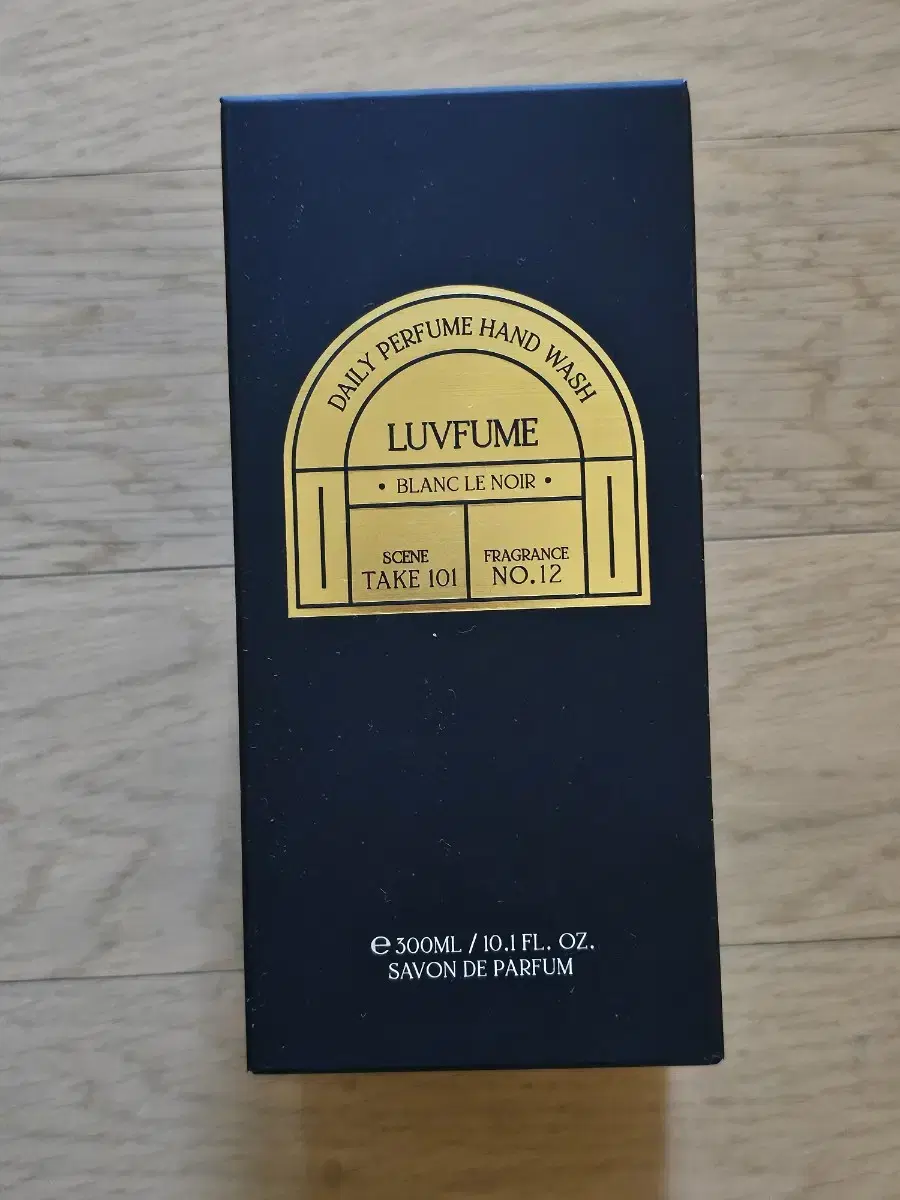 DAILY PERFUME HAND WASH
LUVFUME
• BLANC LE NOIR •
SCENE
TAKE 101
FRAGRANCE
NO.12
℮ 300ML / 10.1 FL. OZ.
SAVON DE PARFUM